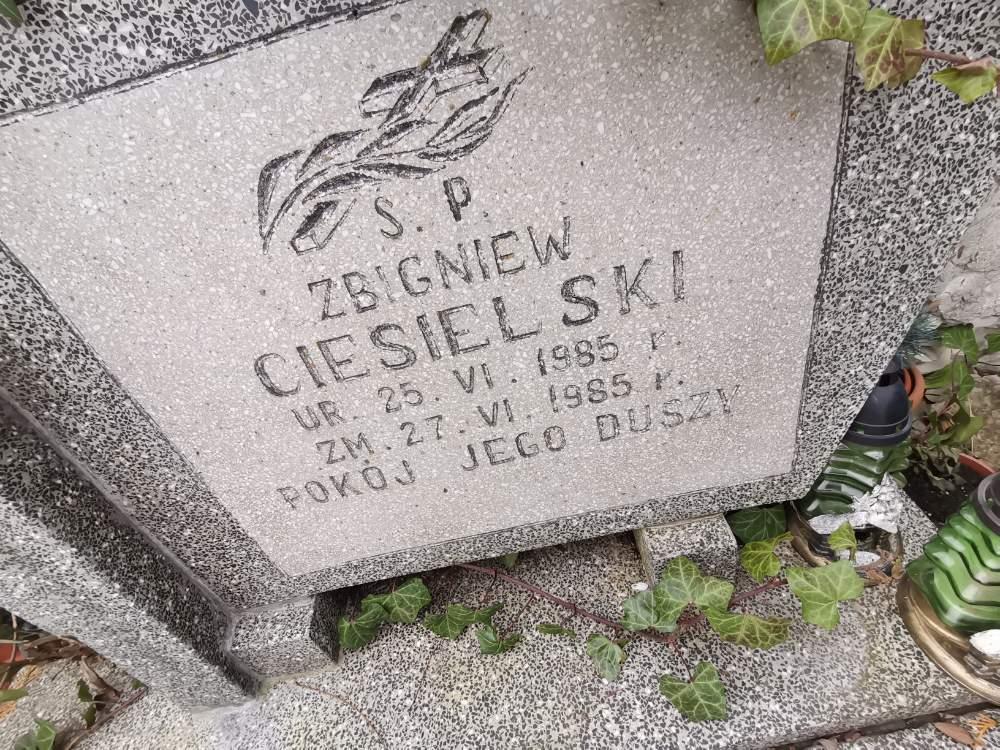 S. P.
ZBIGNIEW
CIESIELSKI
UR. 25. VI. 1985 r.
ZM. 27. VI. 1985 r.
POKÓJ JEGO DUSZY